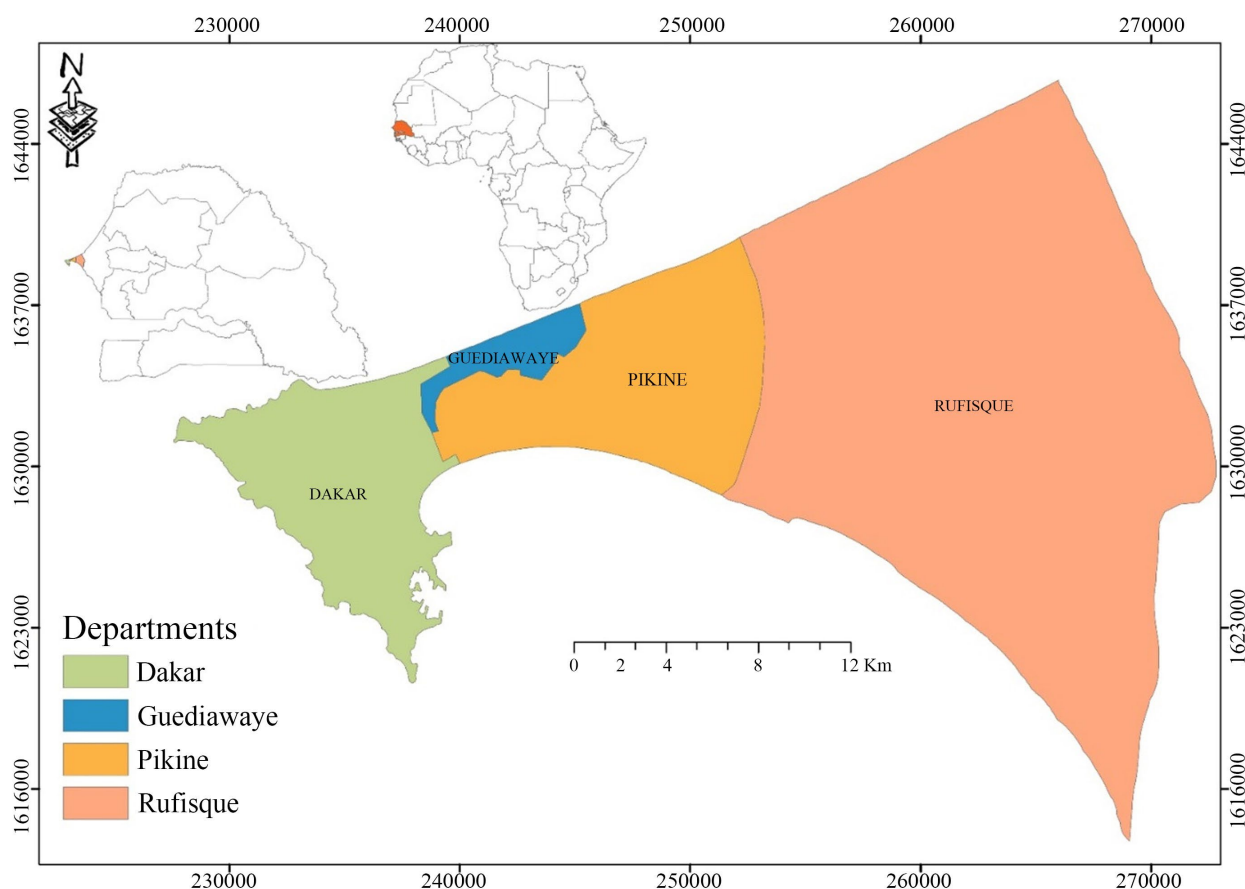 230000 240000 250000 260000 270000
N
1644000 1644000
1637000 1637000
GUEDIAWAYE
PIKINE
RUFISQUE
1630000 1630000
DAKAR
1623000 1623000
Departments
0 2 4 8 12 Km
Dakar
Guediawaye
Pikine
Rufisque
1616000 1616000
230000 240000 250000 260000 270000